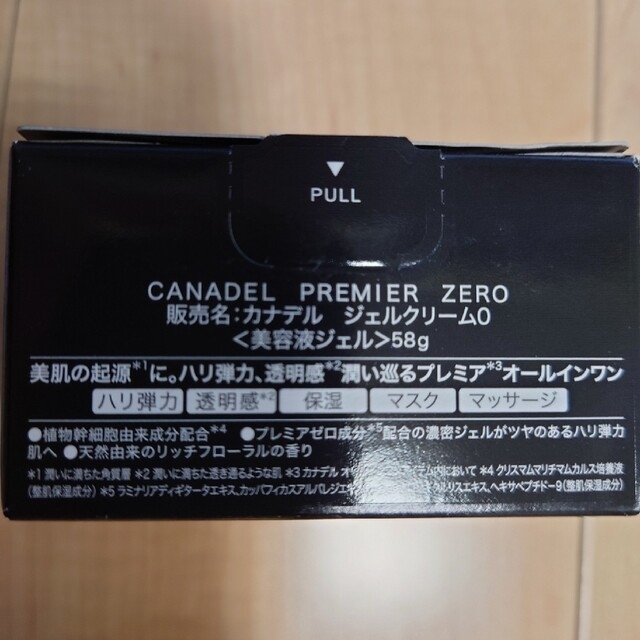 ▼
PULL
CANADEL PREMIER ZERO
販売名:カナデル ジェルクリーム0
<美容液ジェル>58g
美肌の起源*1に。ハリ弾力、透明感*2潤い巡るプレミア*3オールインワン
ハリ弾力 透明感*2 保湿 マスク マッサージ
●植物幹細胞由来成分配合*4 ●プレミアゼロ成分*5配合の濃密ジェルがツヤのあるハリ弾力
肌へ ●天然由来のリッチフローラルの香り
*1 潤いに満ちた角質層 *2 潤いに満ちた透き通るような肌 *3 カナデル において *4 クリスマムマリチマムカルス培養液
(整肌保湿成分) *5 ラミナリアディギタータエキス、カッパフィカスアルバレジエキス、ヘキサペプチド-9(整肌保湿成分)